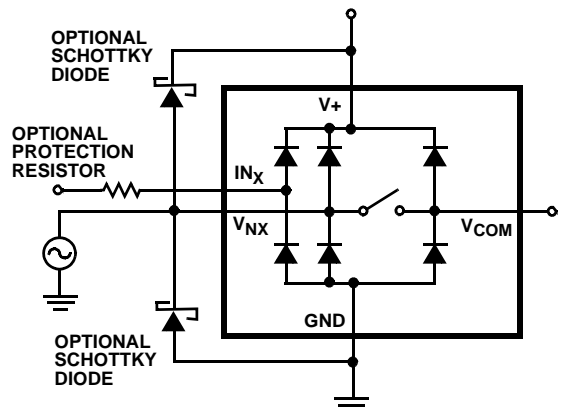 OPTIONAL
SCHOTTKY
DIODE
V+
OPTIONAL
PROTECTION
RESISTOR
INX
VNX
VCOM
GND
OPTIONAL
SCHOTTKY
DIODE